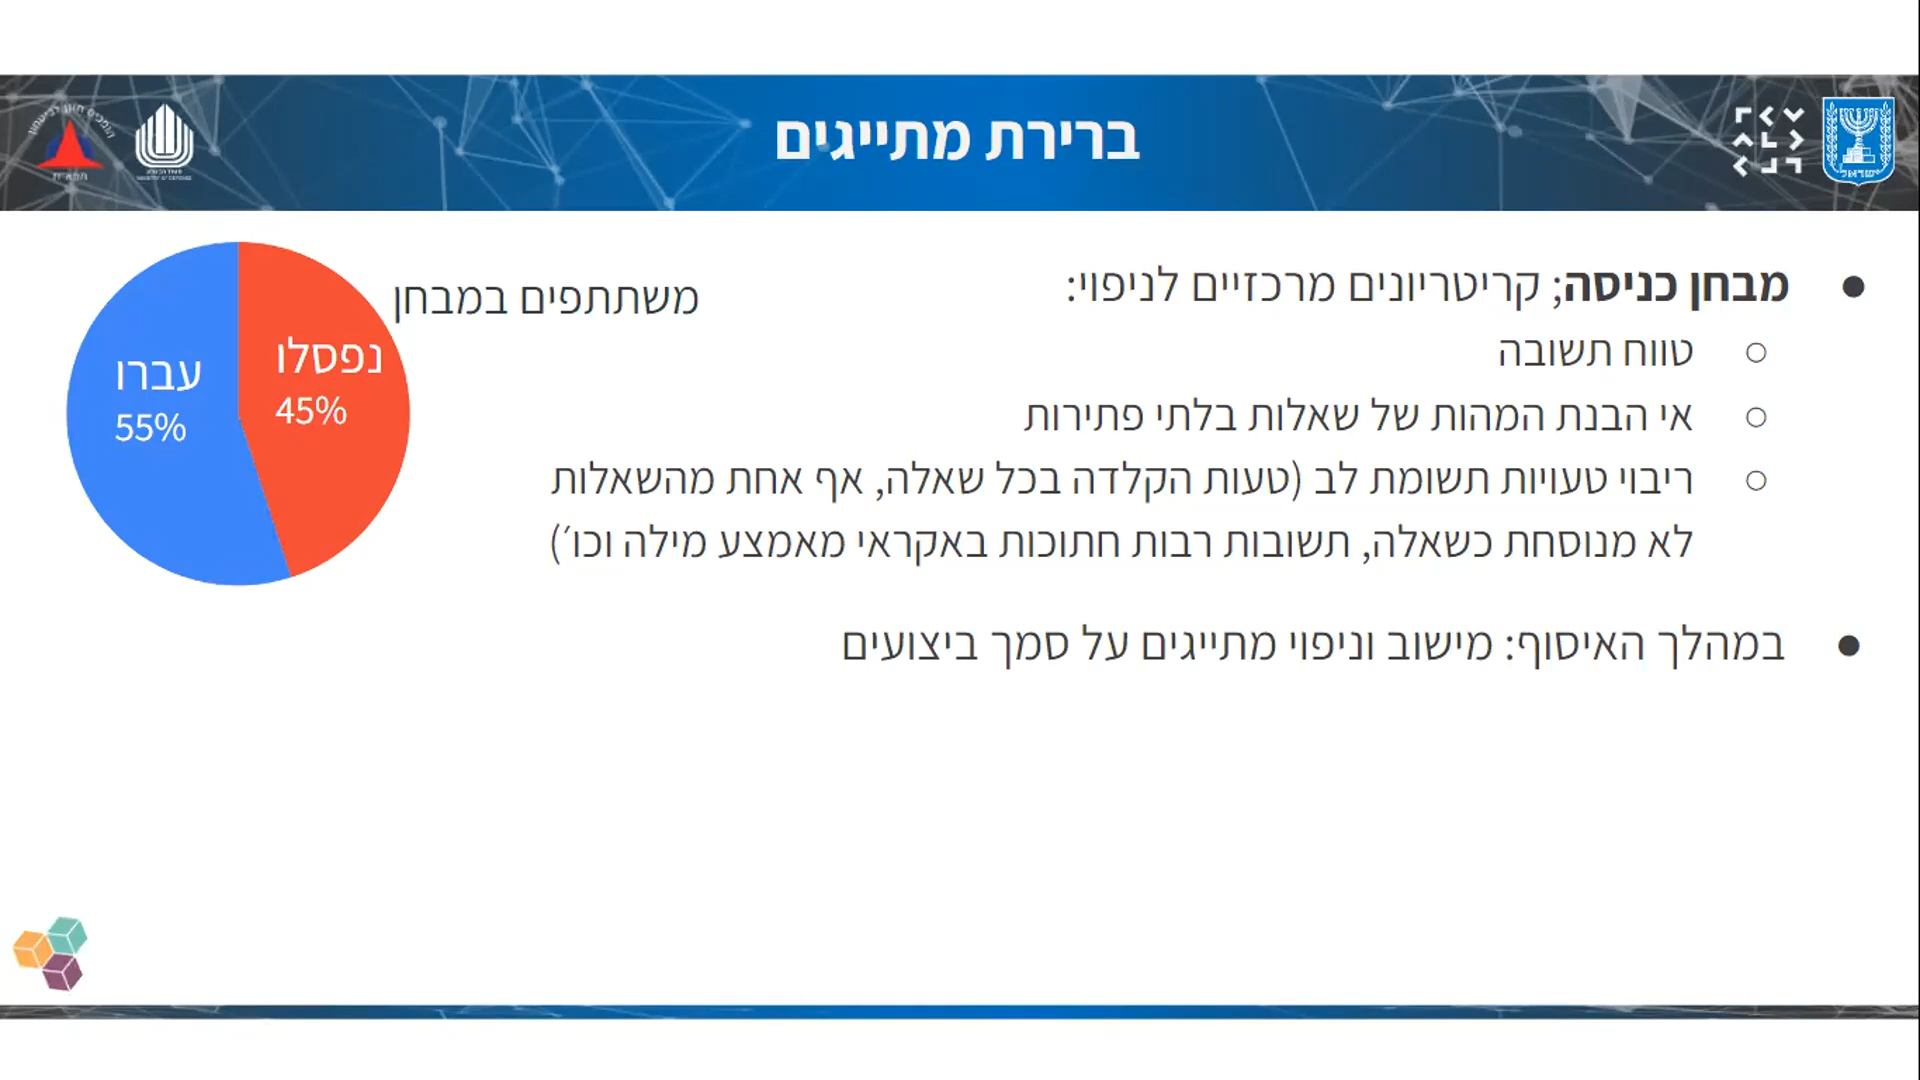 ברירת מתייגים
מבחן כניסה; קריטריונים מרכזיים לניפוי:
טווח תשובה
אי הבנת המהות של שאלות בלתי פתירות
ריבוי טעויות תשומת לב (טעות הקלדה בכל שאלה, אף אחת מהשאלות
לא מנוסחת כשאלה, תשובות רבות חתוכות באקראי מאמצע מילה וכו׳)
במהלך האיסוף: מישוב וניפוי מתייגים על סמך ביצועים
משתתפים במבחן
נפסלו
45%
עברו
55%
ישראל